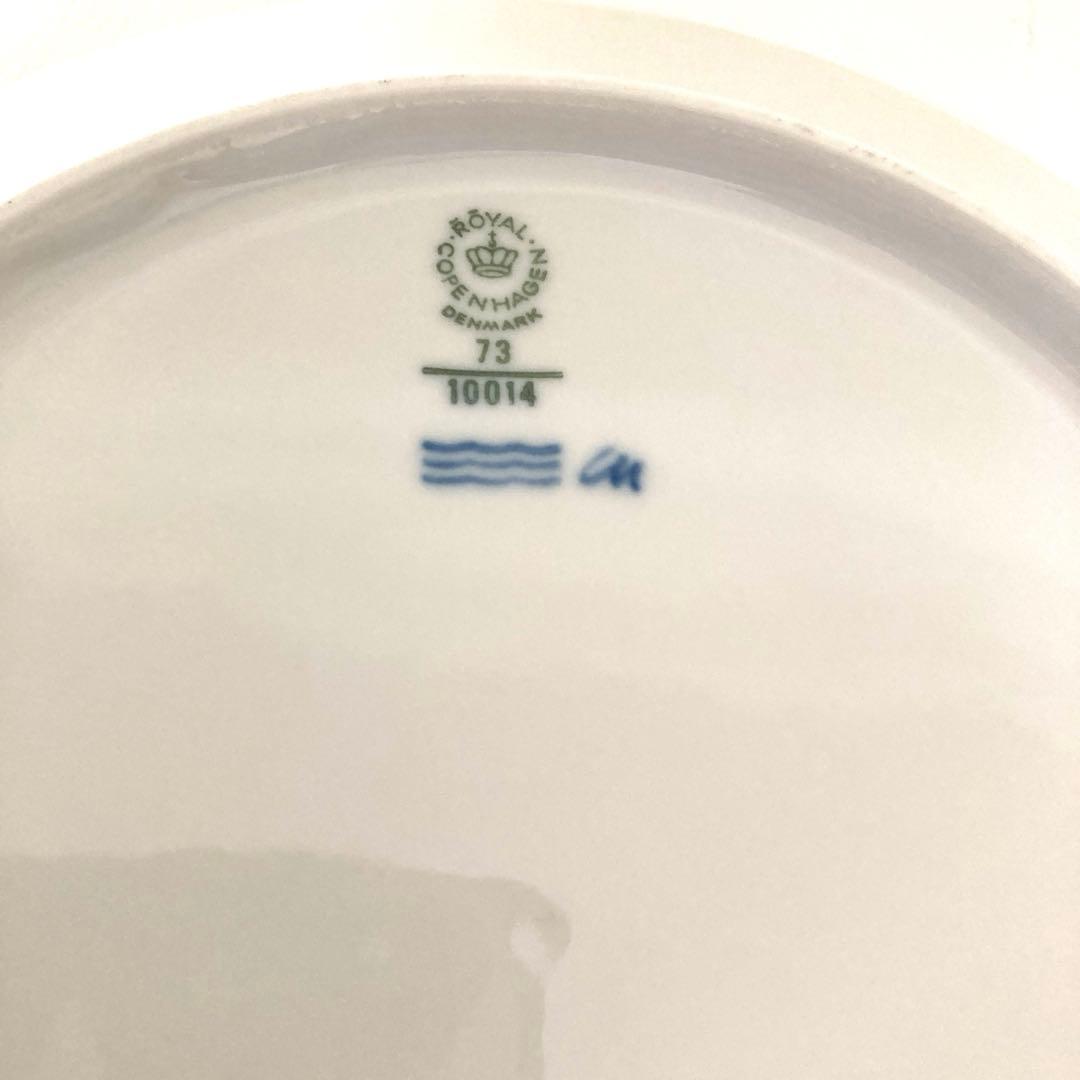 ROYAL
COPENHAGEN
DENMARK
73
10014